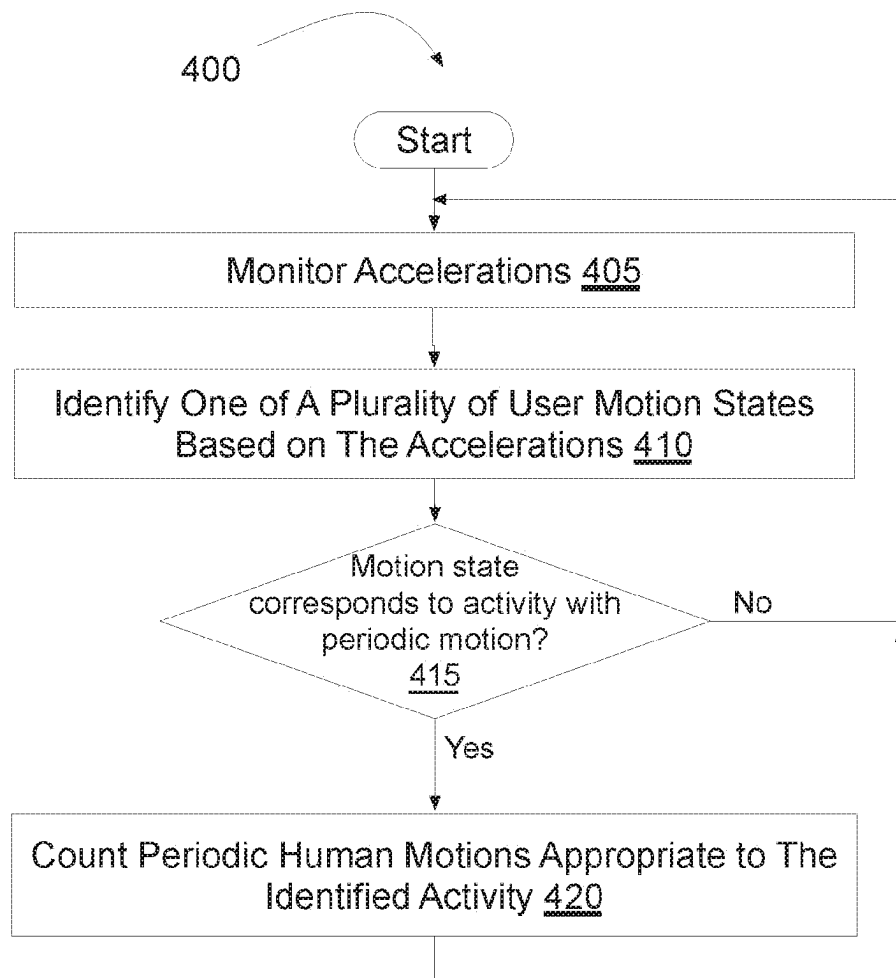 400
Start
Monitor Accelerations 405
Identify One of A Plurality of User Motion States
Based on The Accelerations 410
Motion state
corresponds to activity with
periodic motion?
415
No
Yes
Count Periodic Human Motions Appropriate to The
Identified Activity 420